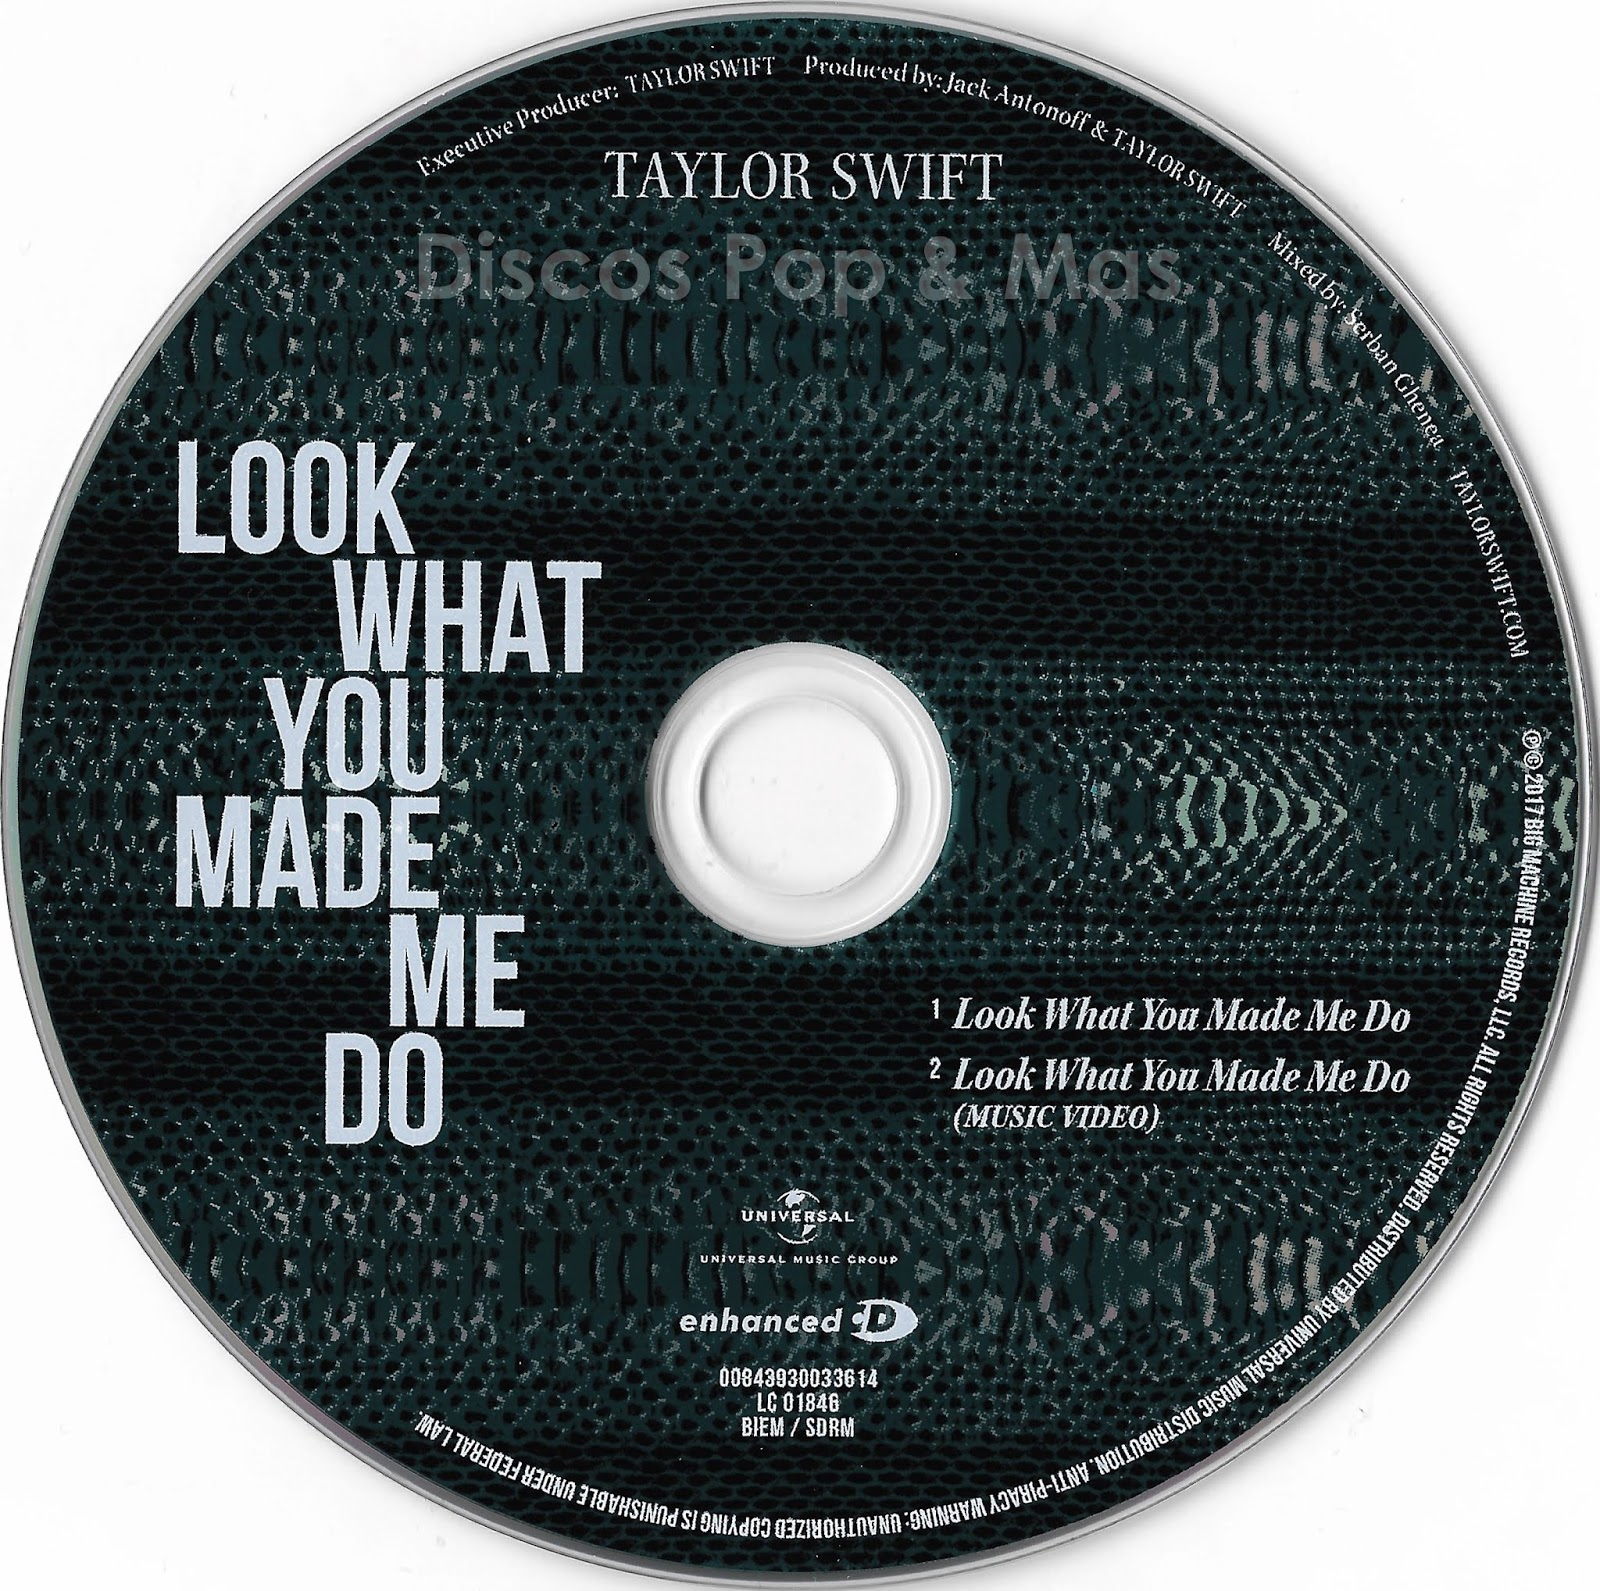 Executive Producer: TAYLOR SWIFT Produced by: Jack Antonoff & TAYLOR SWIFT Mixed by: Serban Ghenea TAYLORSWIFT.COM
TAYLOR SWIFT
Discos Pop & Mas
LOOK
WHAT
YOU
MADE
ME
DO
1 Look What You Made Me Do
2 Look What You Made Me Do
(MUSIC VIDEO)
UNIVERSAL
UNIVERSAL MUSIC GROUP
enhanced CD
00843930033614
LC 01846
BIEM / SDRM
℗© 2017 BIG MACHINE RECORDS, LLC. ALL RIGHTS RESERVED. DISTRIBUTED BY UNIVERSAL MUSIC DISTRIBUTION. ANTI-PIRACY WARNING: UNAUTHORIZED COPYING IS PUNISHABLE UNDER FEDERAL LAW.